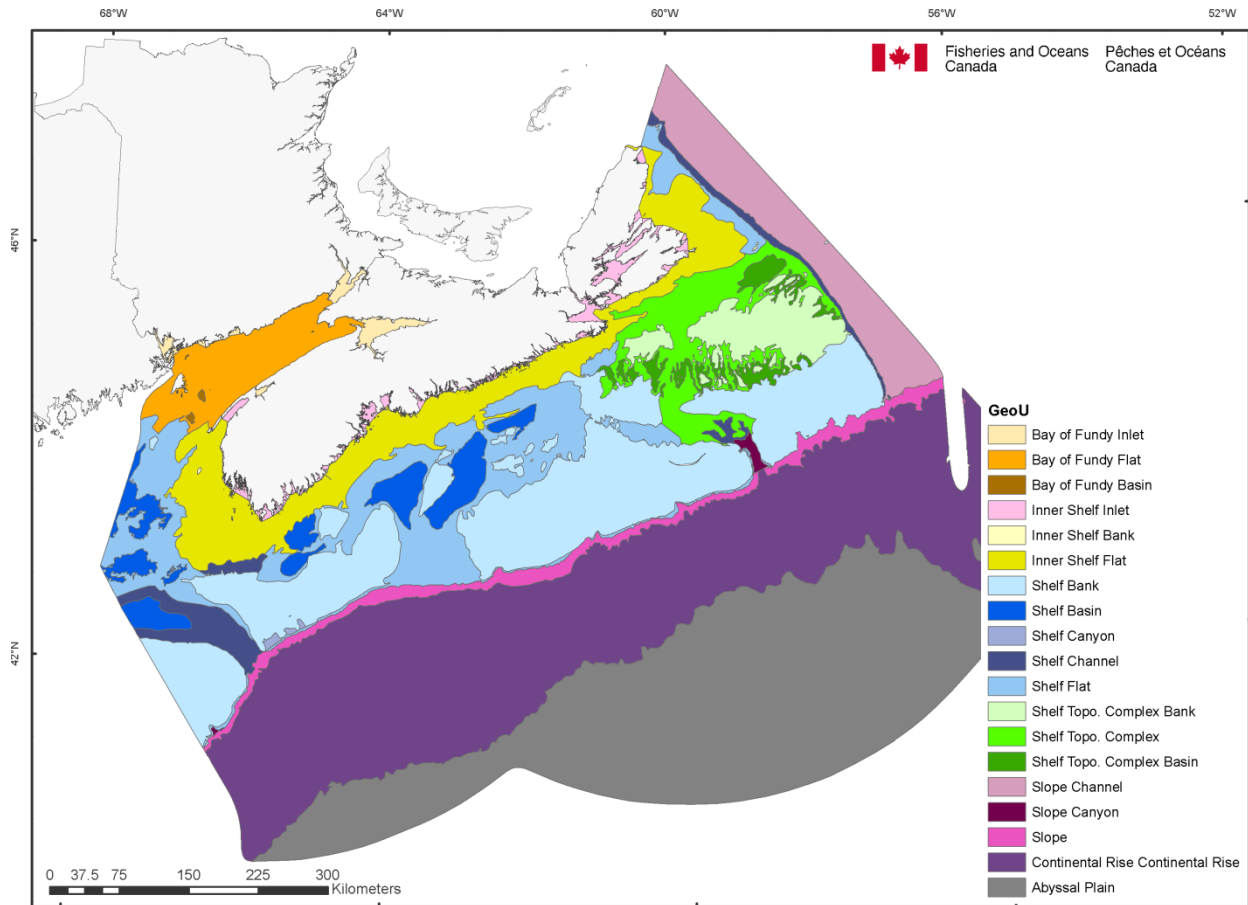 68°W
64°W
60°W
56°W
52°W
Fisheries and Oceans
Canada
Pêches et Océans
Canada
46°N
42°N
GeoU
Bay of Fundy Inlet
Bay of Fundy Flat
Bay of Fundy Basin
Inner Shelf Inlet
Inner Shelf Bank
Inner Shelf Flat
Shelf Bank
Shelf Basin
Shelf Canyon
Shelf Channel
Shelf Flat
Shelf Topo. Complex Bank
Shelf Topo. Complex
Shelf Topo. Complex Basin
Slope Channel
Slope Canyon
Slope
Continental Rise Continental Rise
Abyssal Plain
0 37.5 75 150 225 300
Kilometers